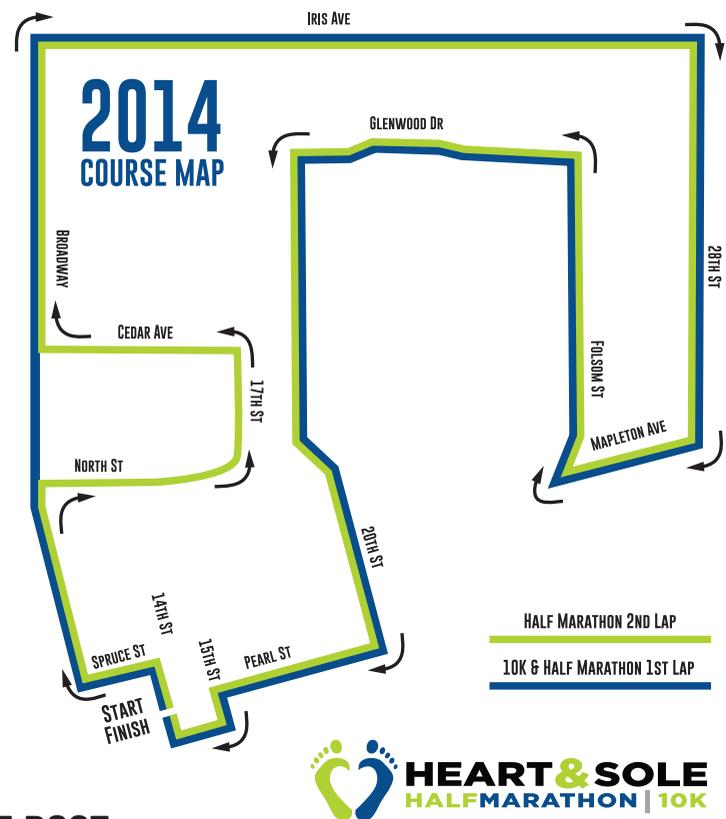 IRIS AVE
2014
COURSE MAP
GLENWOOD DR
BROADWAY
28TH ST
CEDAR AVE
17TH ST
FOLSOM ST
MAPLETON AVE
NORTH ST
20TH ST
14TH ST
15TH ST
SPRUCE ST
PEARL ST
START
FINISH
HALF MARATHON 2ND LAP
10K & HALF MARATHON 1ST LAP
HEART&SOLE
HALFMARATHON | 10K